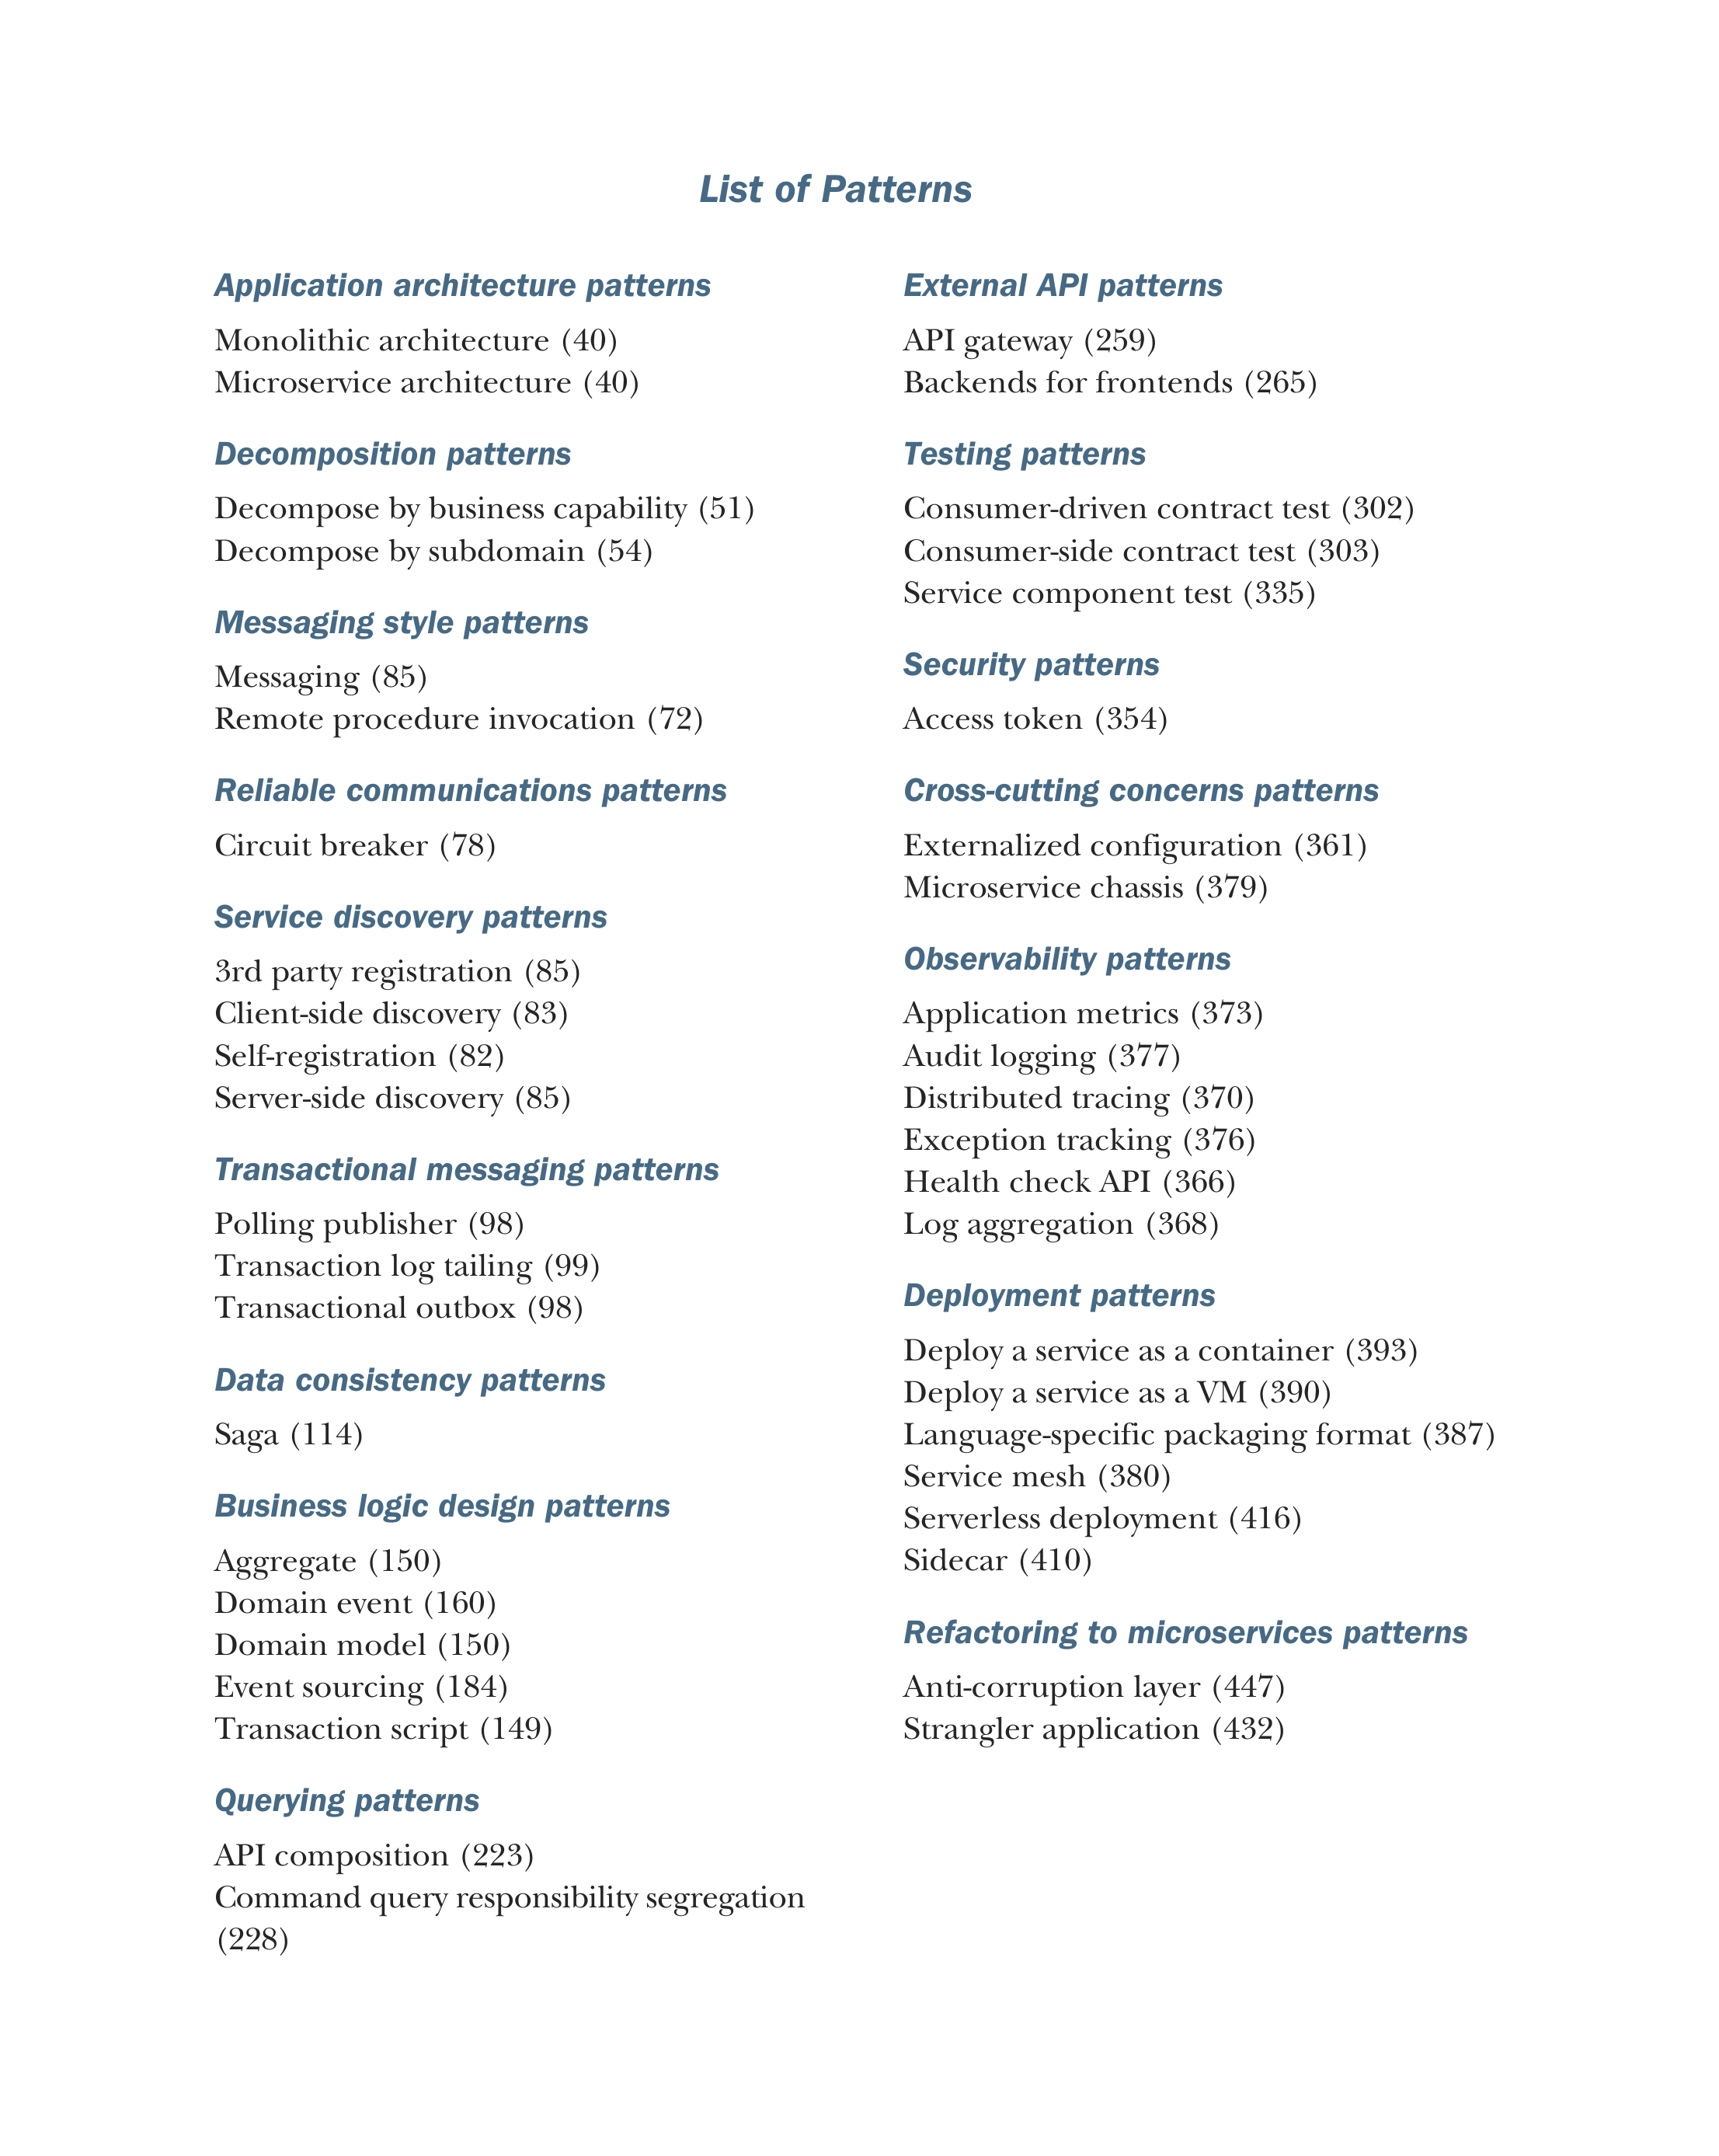 List of Patterns
Application architecture patterns
Monolithic architecture (40)
Microservice architecture (40)
Decomposition patterns
Decompose by business capability (51)
Decompose by subdomain (54)
Messaging style patterns
Messaging (85)
Remote procedure invocation (72)
Reliable communications patterns
Circuit breaker (78)
Service discovery patterns
3rd party registration (85)
Client-side discovery (83)
Self-registration (82)
Server-side discovery (85)
Transactional messaging patterns
Polling publisher (98)
Transaction log tailing (99)
Transactional outbox (98)
Data consistency patterns
Saga (114)
Business logic design patterns
Aggregate (150)
Domain event (160)
Domain model (150)
Event sourcing (184)
Transaction script (149)
Querying patterns
API composition (223)
Command query responsibility segregation
(228)
External API patterns
API gateway (259)
Backends for frontends (265)
Testing patterns
Consumer-driven contract test (302)
Consumer-side contract test (303)
Service component test (335)
Security patterns
Access token (354)
Cross-cutting concerns patterns
Externalized configuration (361)
Microservice chassis (379)
Observability patterns
Application metrics (373)
Audit logging (377)
Distributed tracing (370)
Exception tracking (376)
Health check API (366)
Log aggregation (368)
Deployment patterns
Deploy a service as a container (393)
Deploy a service as a VM (390)
Language-specific packaging format (387)
Service mesh (380)
Serverless deployment (416)
Sidecar (410)
Refactoring to microservices patterns
Anti-corruption layer (447)
Strangler application (432)